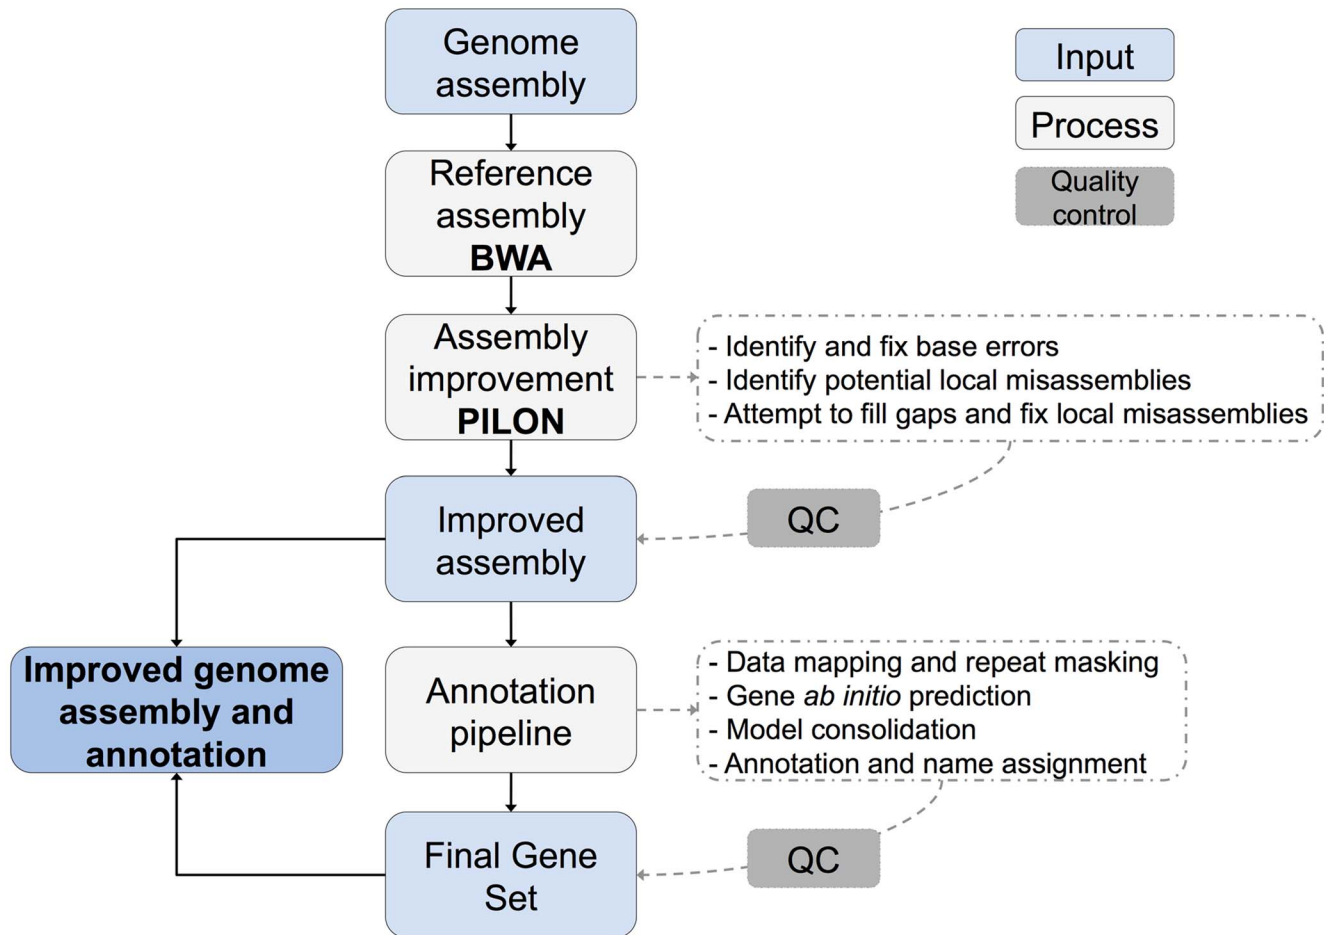 Genome
assembly
Input
Process
Quality
control
Reference
assembly
BWA
Assembly
improvement
PILON
- Identify and fix base errors
- Identify potential local misassemblies
- Attempt to fill gaps and fix local misassemblies
QC
Improved
assembly
Improved genome
assembly and
annotation
Annotation
pipeline
- Data mapping and repeat masking
- Gene ab initio prediction
- Model consolidation
- Annotation and name assignment
QC
Final Gene
Set